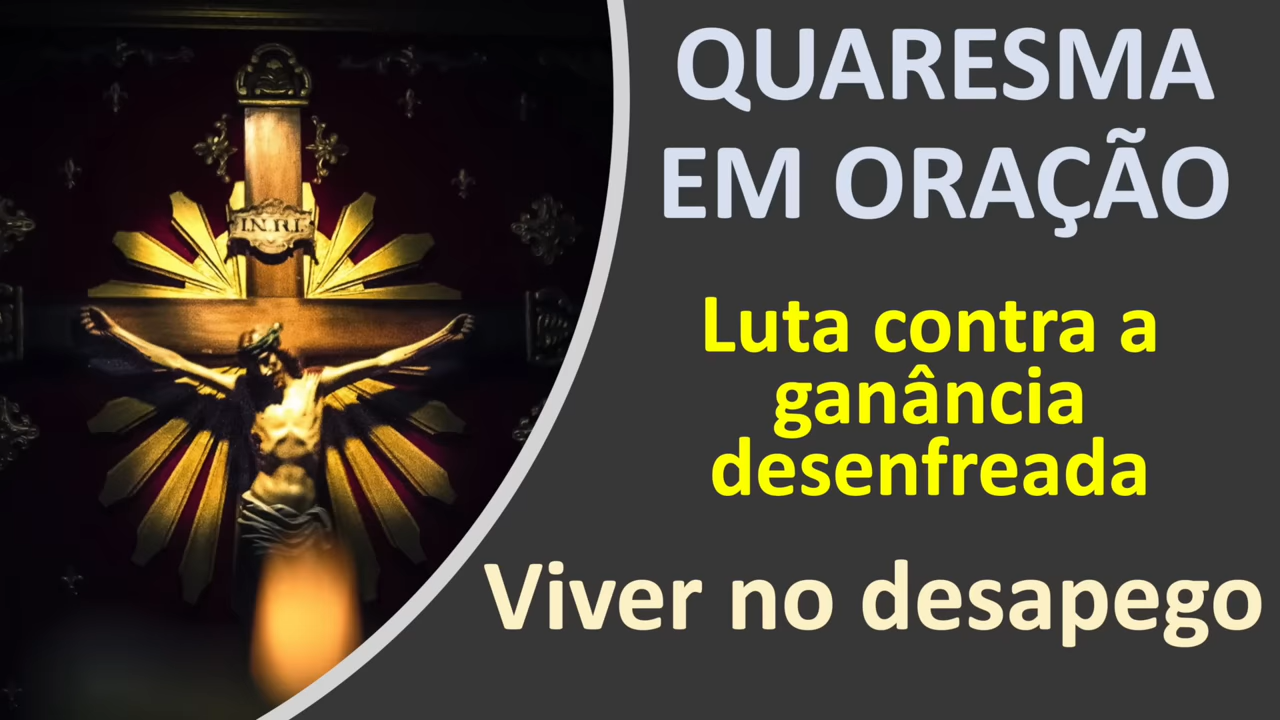 I.N.R.I.
QUARESMA
EM ORAÇÃO
Luta contra a
ganância
desenfreada
Viver no desapego